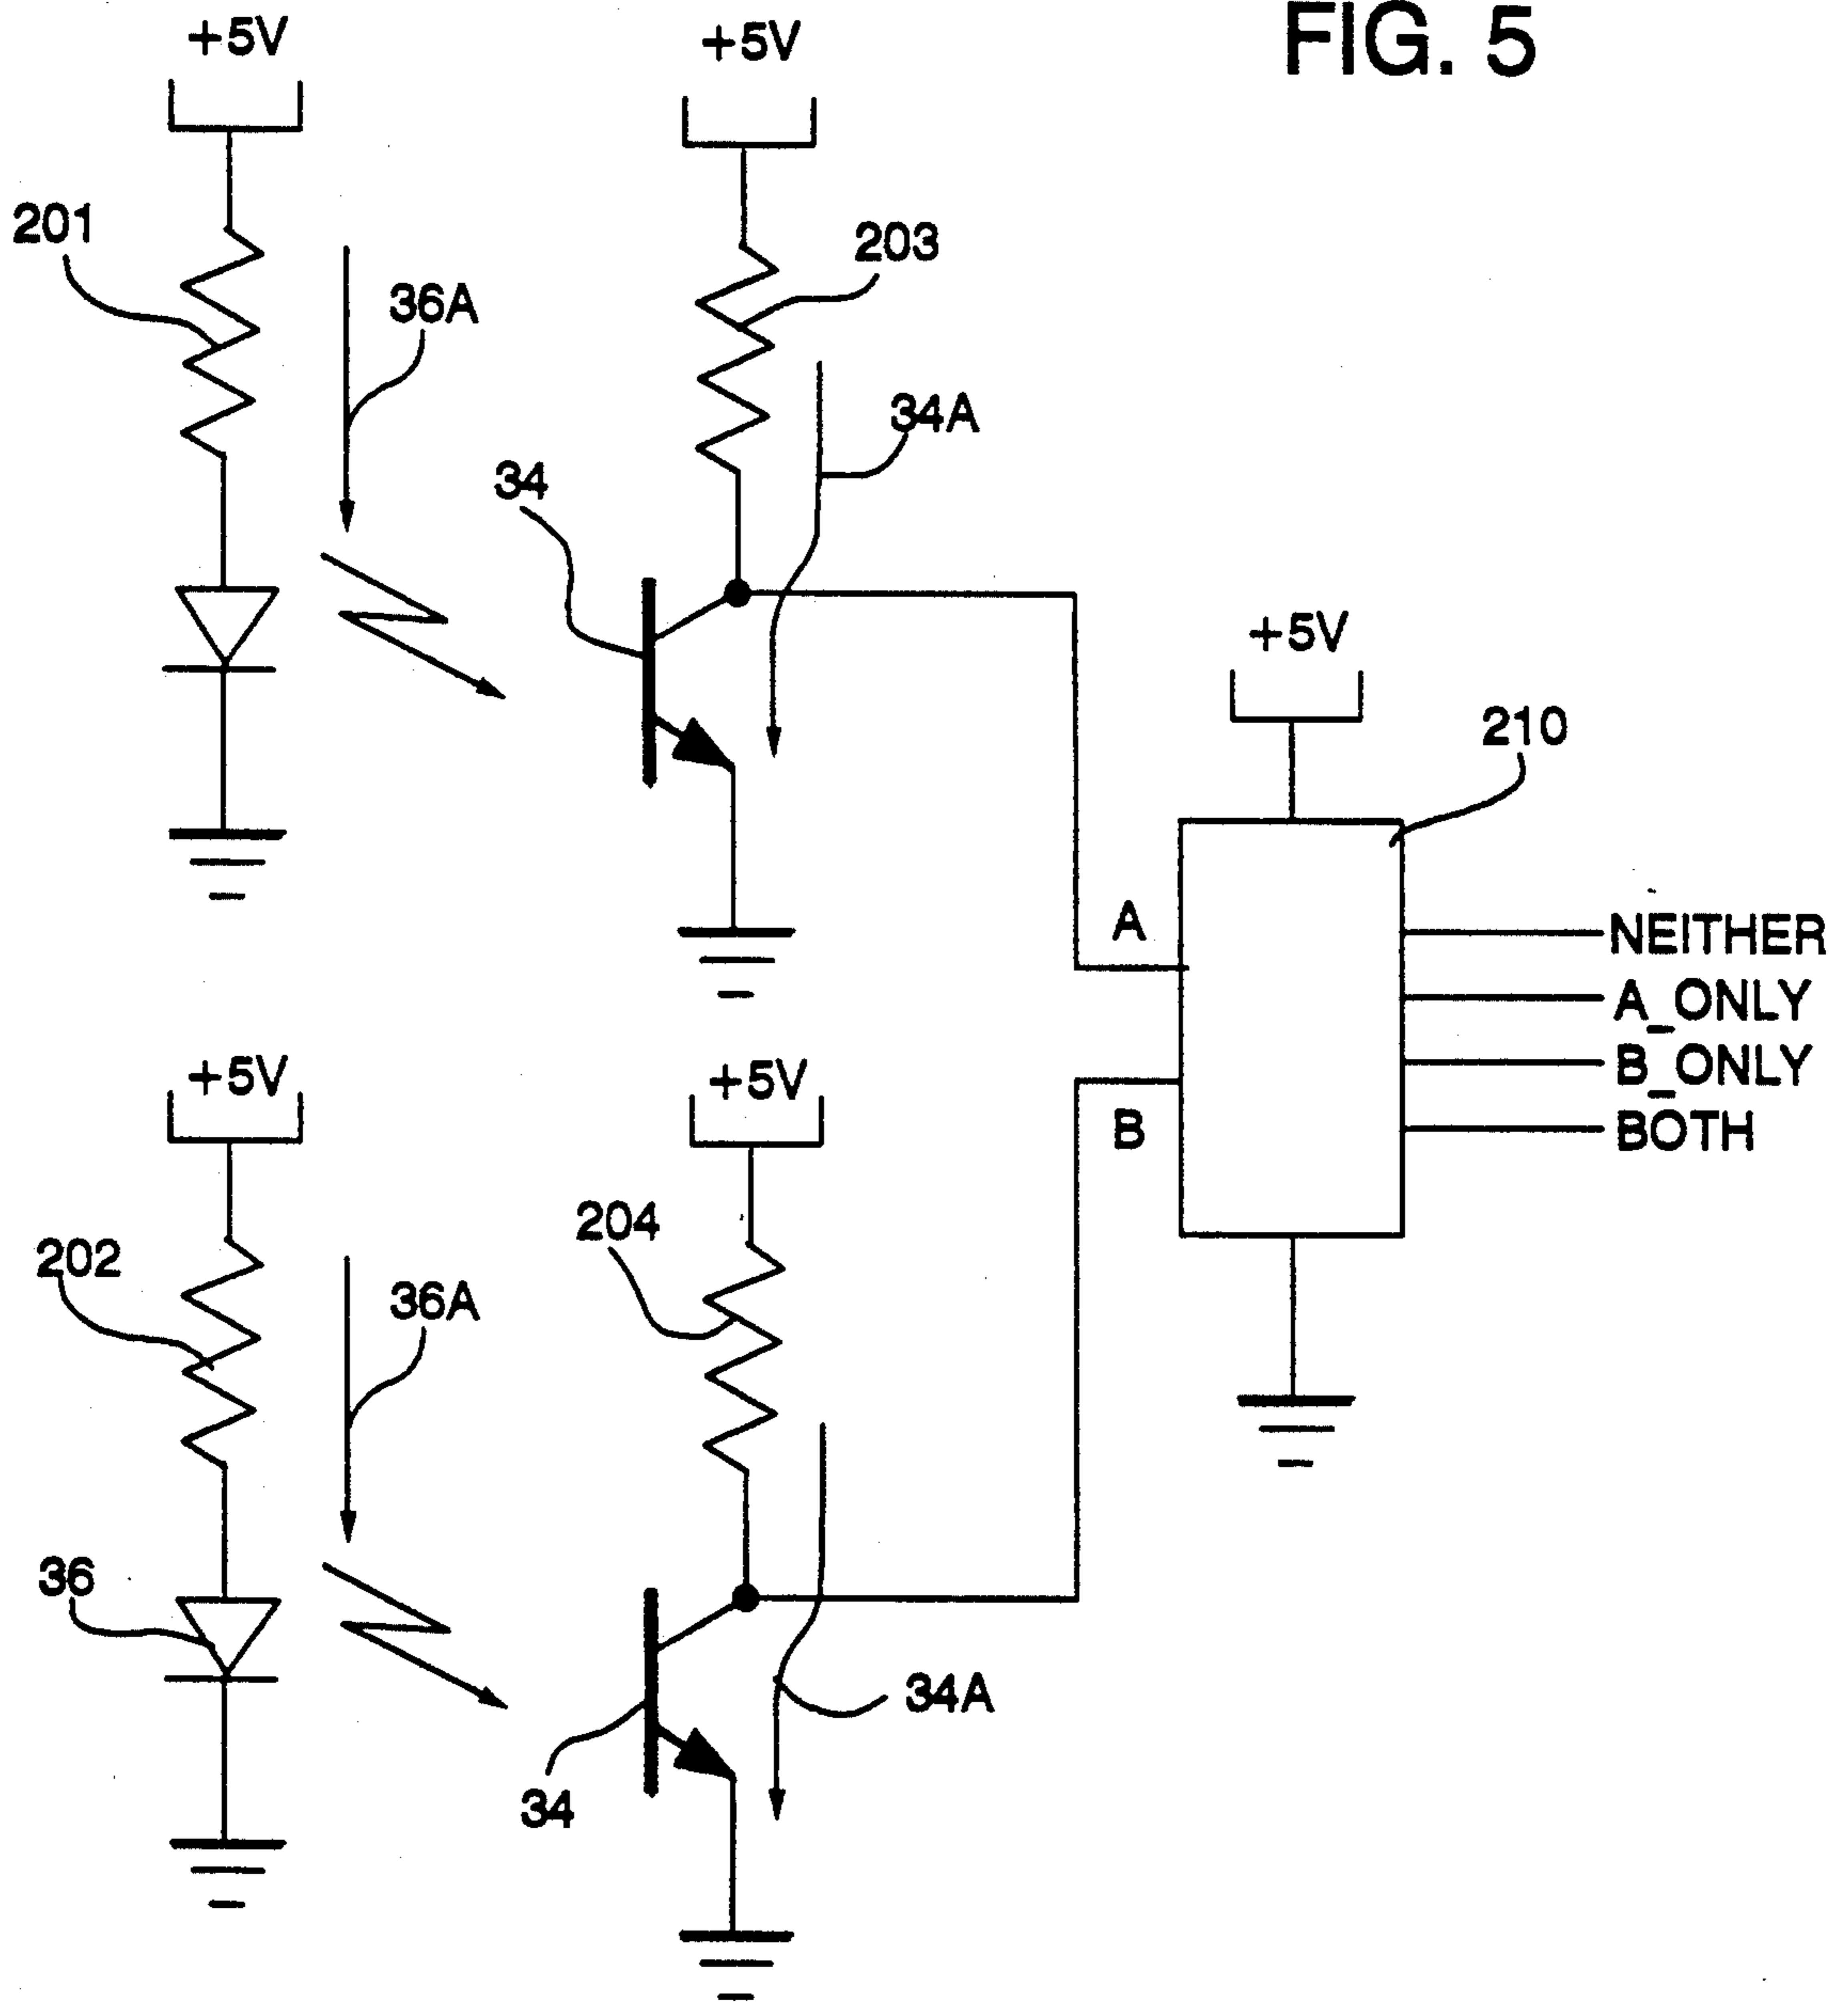 FIG. 5
+5V
+5V
201
203
36A
34A
34
+5V
210
A
NEITHER
A_ONLY
B_ONLY
BOTH
B
+5V
+5V
202
204
36A
36
34A
34